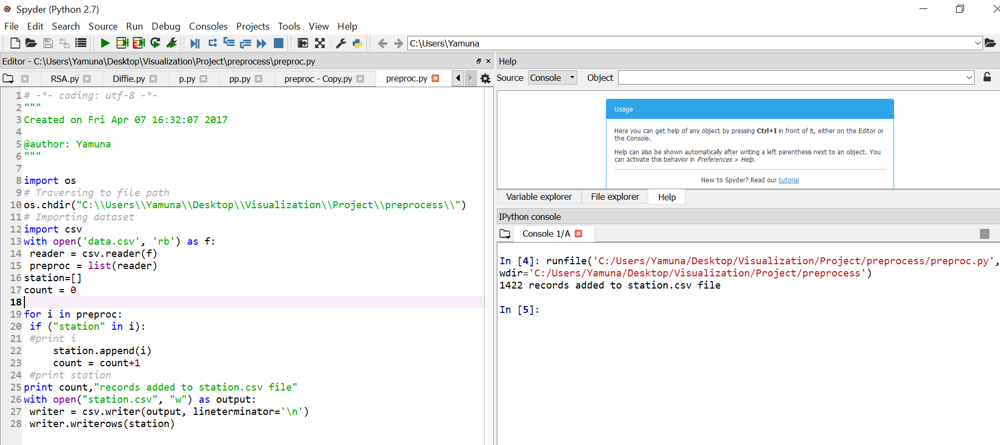 Spyder (Python 2.7)
File Edit Search Source Run Debug Consoles Projects Tools View Help
C:\Users\Yamuna
Editor - C:\Users\Yamuna\Desktop\Visualization\Project\preprocess\preproc.py
RSA.py Diffie.py p.py pp.py preproc - Copy.py preproc.py
1 # -*- coding: utf-8 -*-
2 """
3 Created on Fri Apr 07 16:32:07 2017
4
5 @author: Yamuna
6 """
7
8 import os
9 # Traversing to file path
10 os.chdir("C:\\Users\\Yamuna\\Desktop\\Visualization\\Project\\preprocess\\")
11 # Importing dataset
12 import csv
13 with open('data.csv', 'rb') as f:
14  reader = csv.reader(f)
15  preproc = list(reader)
16 station=[]
17 count = 0
18
19 for i in preproc:
20  if ("station" in i):
21  #print i
22      station.append(i)
23      count = count+1
24  #print station
25 print count,"records added to station.csv file"
26 with open("station.csv", "w") as output:
27  writer = csv.writer(output, lineterminator='\n')
28  writer.writerows(station)
Help
Source Console Object
Usage
Here you can get help of any object by pressing Ctrl+I in front of it, either on the Editor or
the Console.
Help can also be shown automatically after writing a left parenthesis next to an object. You
can activate this behavior in Preferences > Help.
New to Spyder? Read our tutorial
Variable explorer File explorer Help
IPython console
Console 1/A
In [4]: runfile('C:/Users/Yamuna/Desktop/Visualization/Project/preprocess/preproc.py',
wdir='C:/Users/Yamuna/Desktop/Visualization/Project/preprocess')
1422 records added to station.csv file
In [5]: